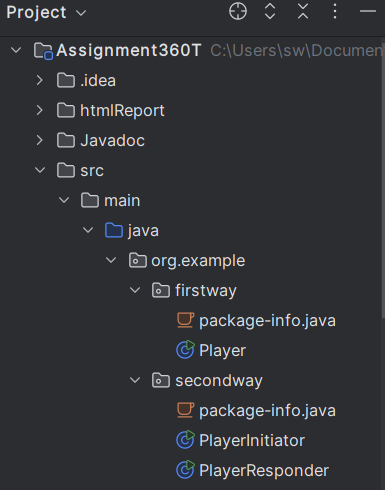 Project
Assignment360T C:\Users\sw\Documen
.idea
htmlReport
Javadoc
src
main
java
org.example
firstway
package-info.java
Player
secondway
package-info.java
PlayerInitiator
PlayerResponder